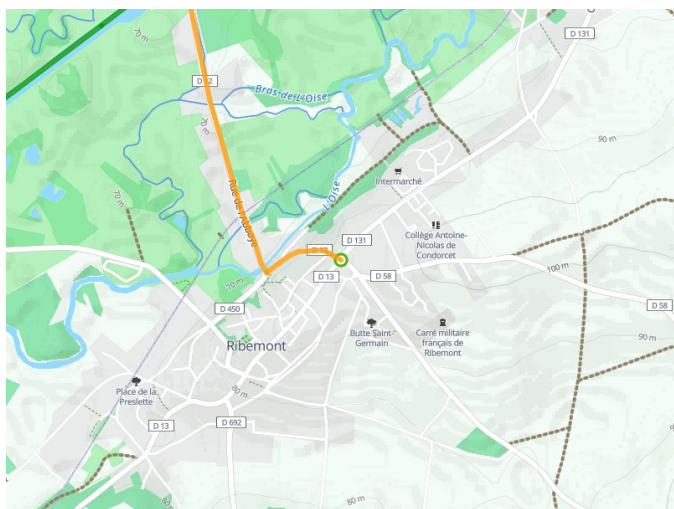 D 131
70 m
Bras de L'Oise
70 m
90 m
Intermarché
L'Oise
70 m
Rue de l'Abbaye
Collège Antoine-
Nicolas de
Condorcet
D 131
D 13
D 58
100 m
70 m
D 450
D 58
Butte Saint-
Germain
Carré militaire
français de
Ribemont
90 m
Ribemont
Place de la
Preslette
80 m
D 13
D 692
80 m
80 m